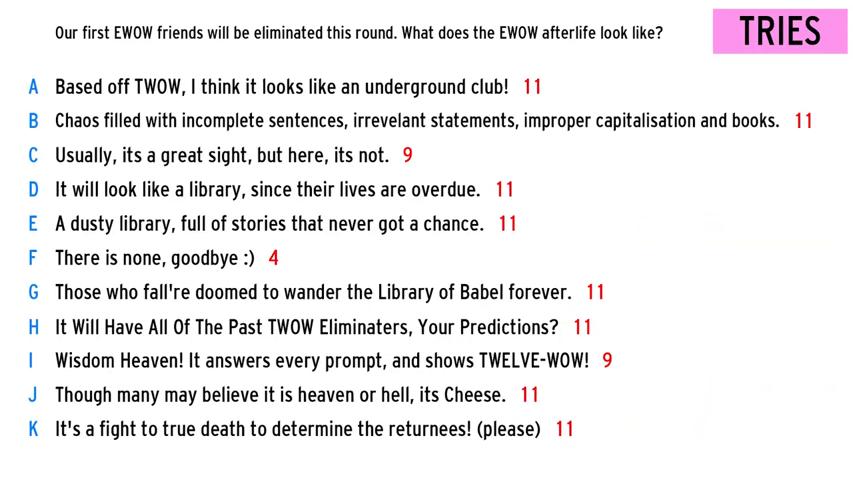 Our first EWOW friends will be eliminated this round. What does the EWOW afterlife look like?
TRIES
A Based off TWOW, I think it looks like an underground club! 11
B Chaos filled with incomplete sentences, irrevelant statements, improper capitalisation and books. 11
C Usually, its a great sight, but here, its not. 9
D It will look like a library, since their lives are overdue. 11
E A dusty library, full of stories that never got a chance. 11
F There is none, goodbye :) 4
G Those who fall're doomed to wander the Library of Babel forever. 11
H It Will Have All Of The Past TWOW Eliminaters, Your Predictions? 11
I Wisdom Heaven! It answers every prompt, and shows TWELVE-WOW! 9
J Though many may believe it is heaven or hell, its Cheese. 11
K It's a fight to true death to determine the returnees! (please) 11